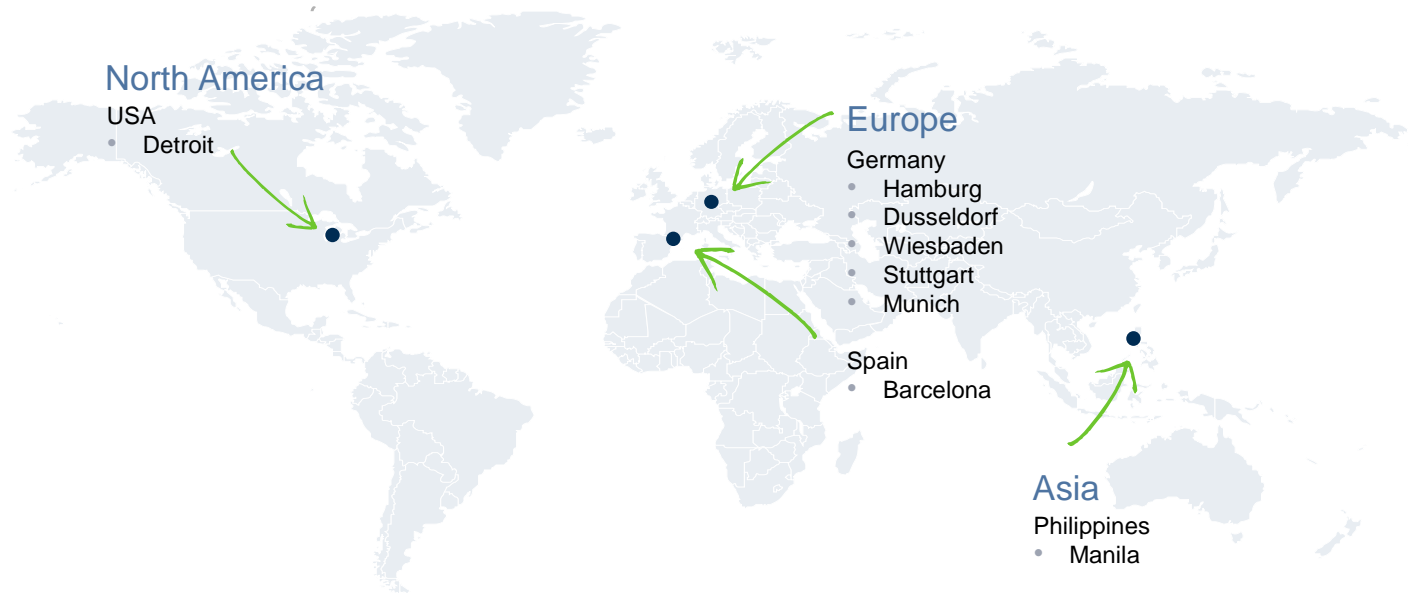 North America
USA
• Detroit
Europe
Germany
• Hamburg
• Dusseldorf
• Wiesbaden
• Stuttgart
• Munich
Spain
• Barcelona
Asia
Philippines
• Manila